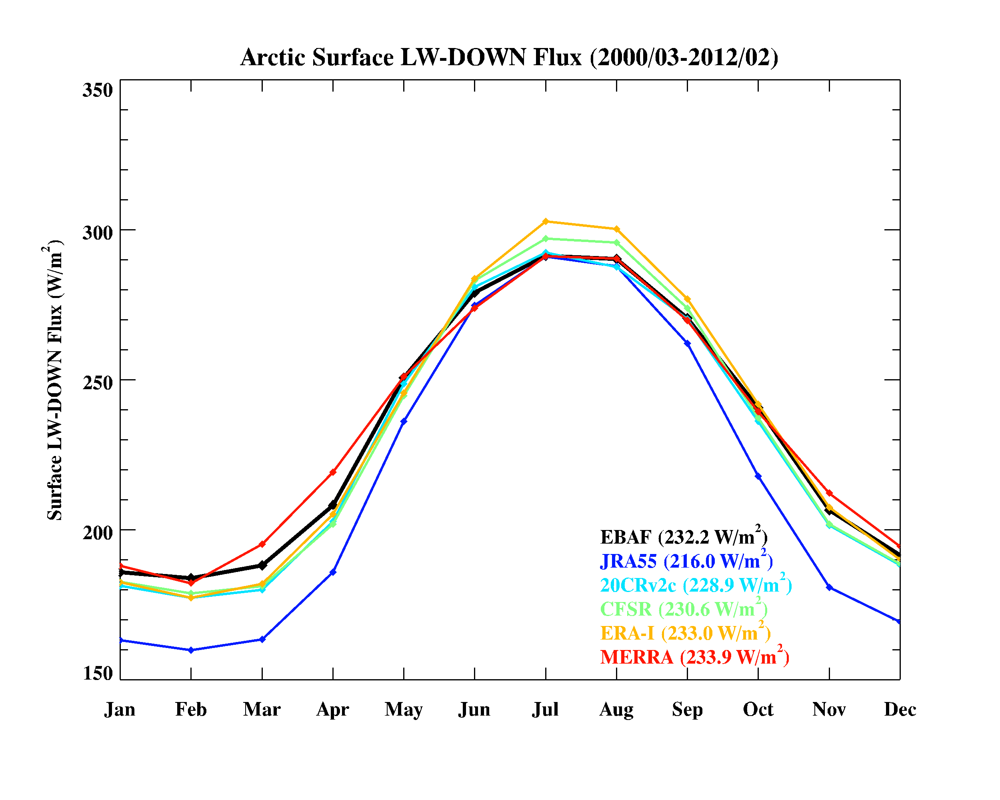 Arctic Surface LW-DOWN Flux (2000/03-2012/02)
Surface LW-DOWN Flux (W/m²)
350
300
250
200
150
EBAF (232.2 W/m²)
JRA55 (216.0 W/m²)
20CRv2c (228.9 W/m²)
CFSR (230.6 W/m²)
ERA-I (233.0 W/m²)
MERRA (233.9 W/m²)
Jan Feb Mar Apr May Jun Jul Aug Sep Oct Nov Dec